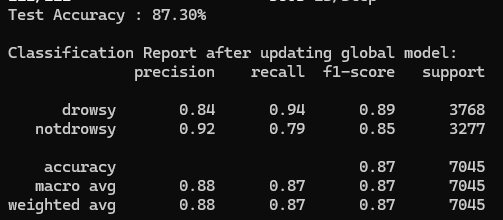 Test Accuracy : 87.30%
Classification Report after updating global model:
precision recall f1-score support
drowsy 0.84 0.94 0.89 3768
notdrowsy 0.92 0.79 0.85 3277
accuracy 0.87 7045
macro avg 0.88 0.87 0.87 7045
weighted avg 0.88 0.87 0.87 7045